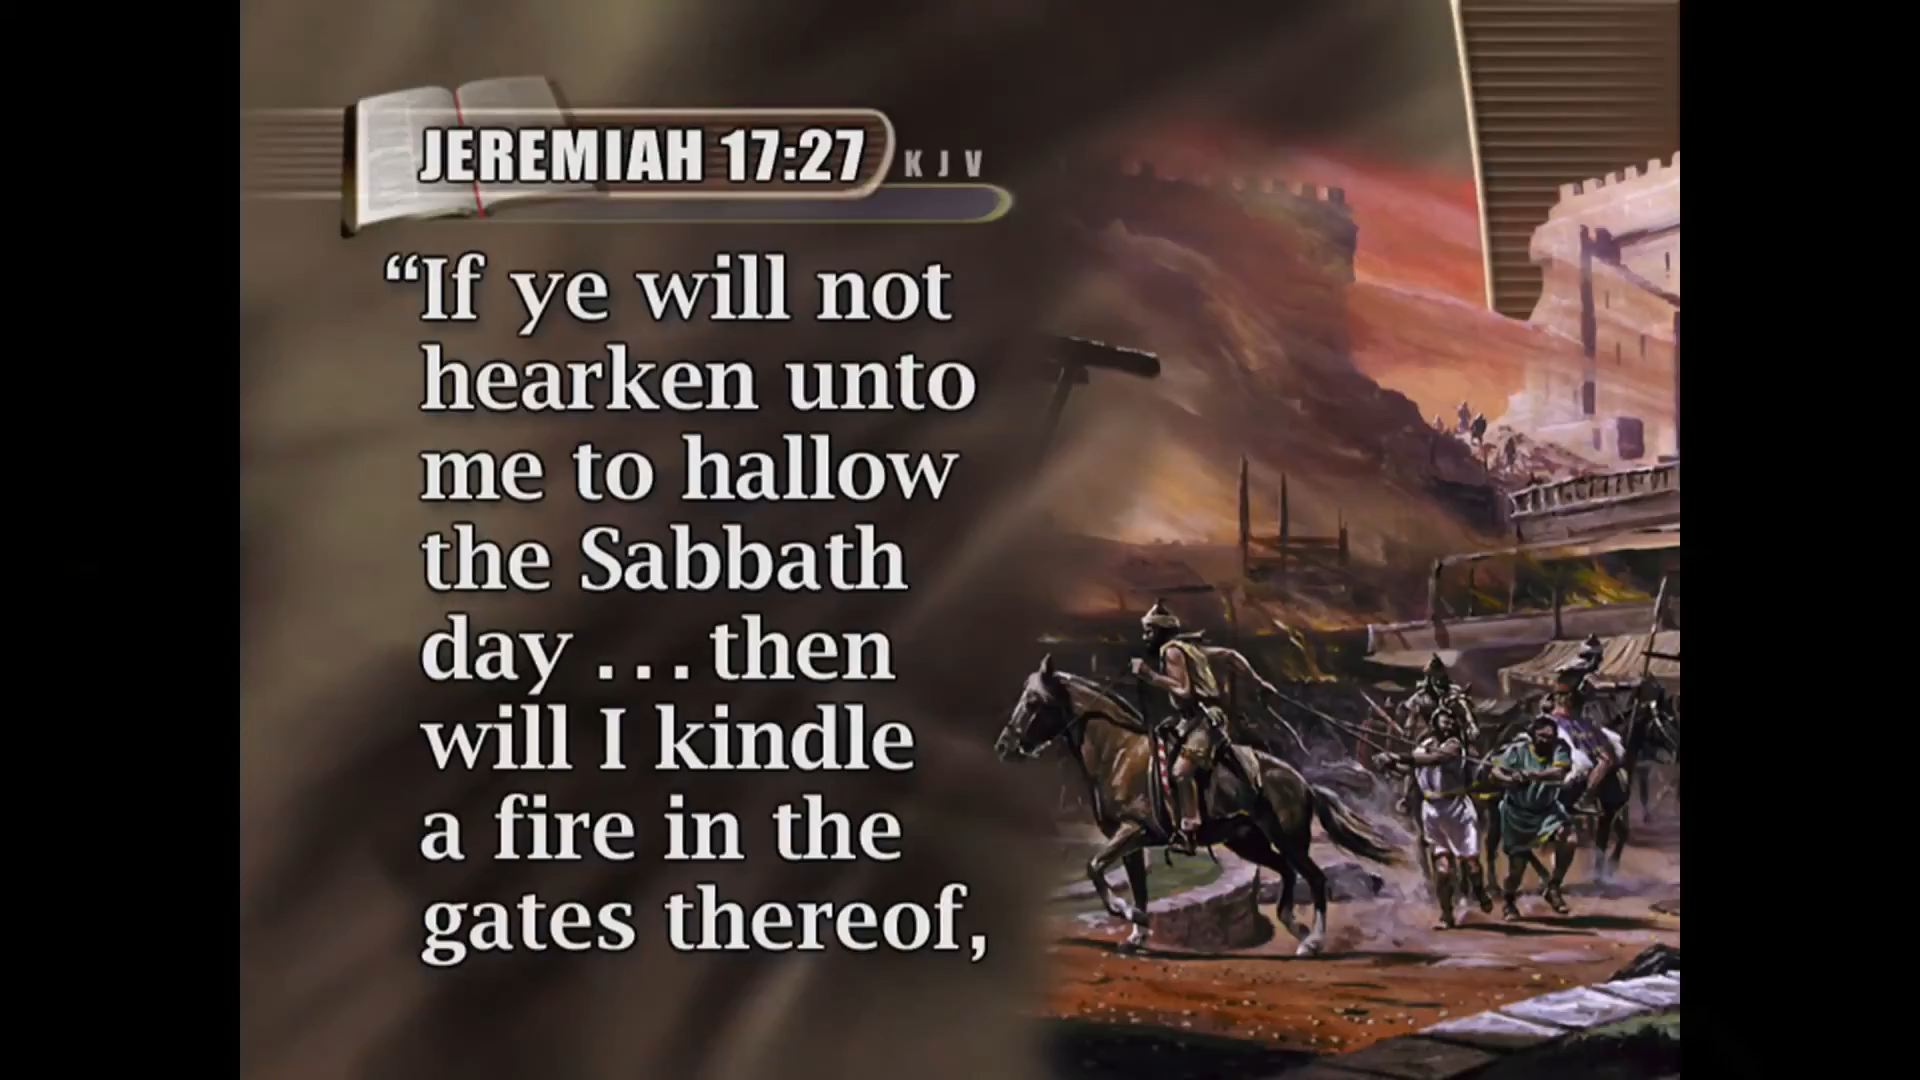 JEREMIAH 17:27 KJV
“If ye will not
hearken unto
me to hallow
the Sabbath
day . . . then
will I kindle
a fire in the
gates thereof,